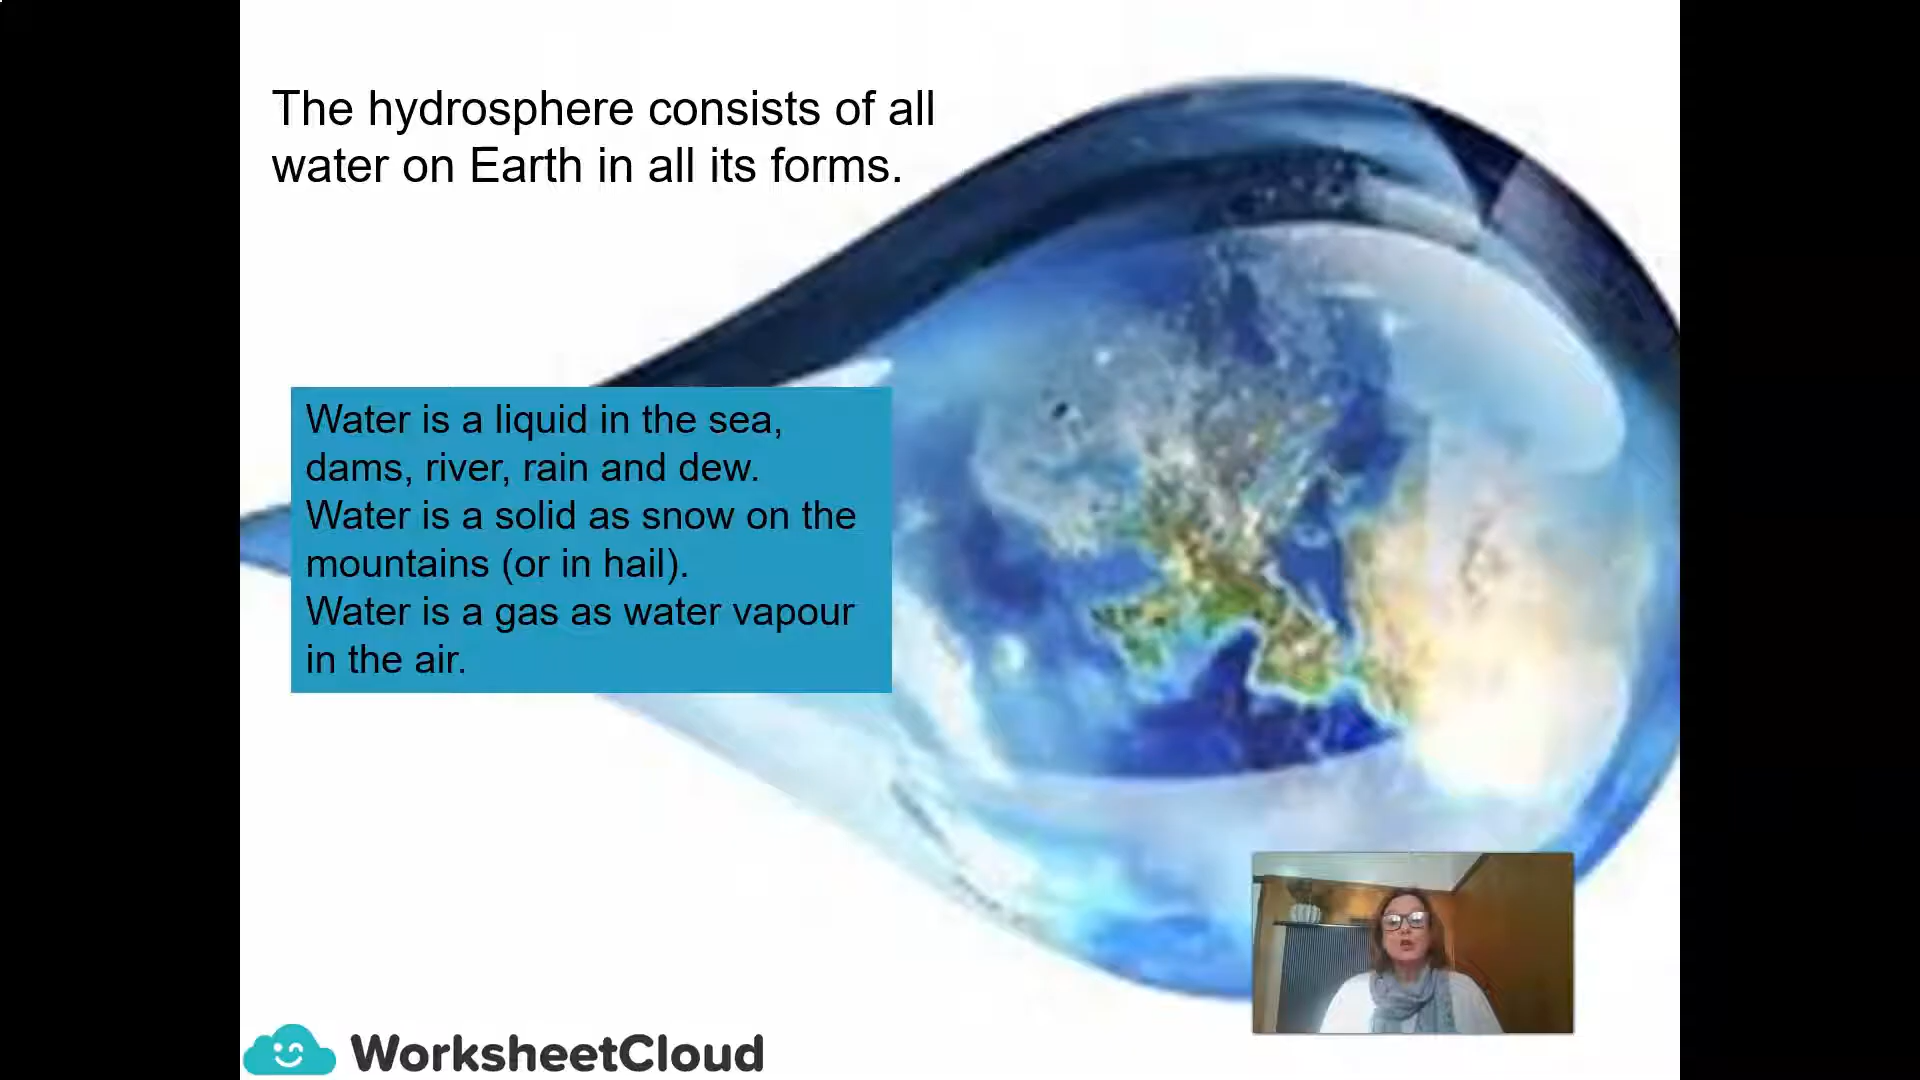 The hydrosphere consists of all
water on Earth in all its forms.
Water is a liquid in the sea,
dams, river, rain and dew.
Water is a solid as snow on the
mountains (or in hail).
Water is a gas as water vapour
in the air.
WorksheetCloud